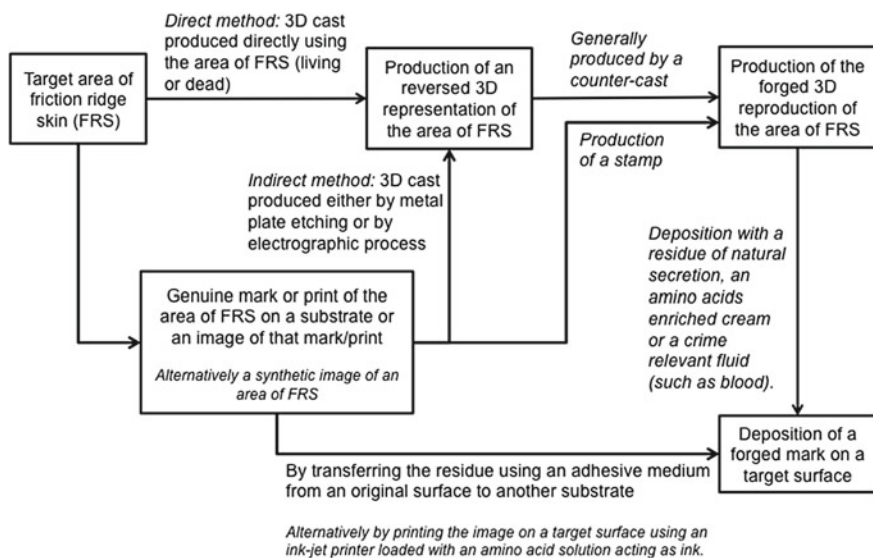 Direct method: 3D cast
produced directly using
the area of FRS (living
or dead)
Generally
produced by a
counter-cast
Target area of
friction ridge
skin (FRS)
Production of an
reversed 3D
representation of
the area of FRS
Production of the
forged 3D
reproduction of
the area of FRS
Production
of a stamp
Indirect method: 3D cast
produced either by metal
plate etching or by
electrographic process
Deposition with a
residue of natural
secretion, an
amino acids
enriched cream
or a crime
relevant fluid
(such as blood).
Genuine mark or print of the
area of FRS on a substrate or
an image of that mark/print
Alternatively a synthetic image of an
area of FRS
Deposition of a
forged mark on a
target surface
By transferring the residue using an adhesive medium
from an original surface to another substrate
Alternatively by printing the image on a target surface using an
ink-jet printer loaded with an amino acid solution acting as ink.